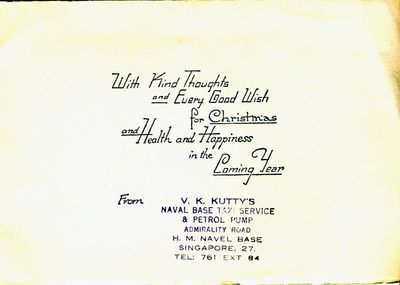 With Kind Thoughts
and Every Good Wish
for Christmas
and Health and Happiness
in the
Coming Year
From V. K. KUTTY'S
NAVAL BASE TAXI SERVICE
& PETROL PUMP
ADMIRALITY ROAD
H. M. NAVEL BASE
SINGAPORE, 27.
TEL: 761 EXT 84